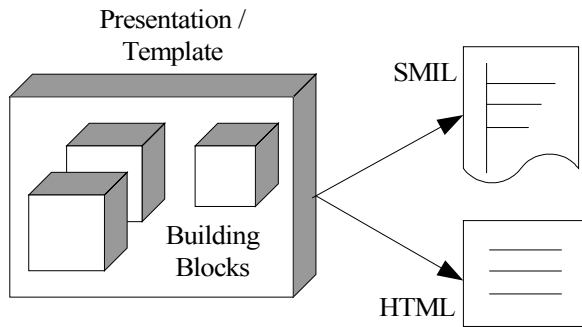 Presentation /
Template
SMIL
Building
Blocks
HTML